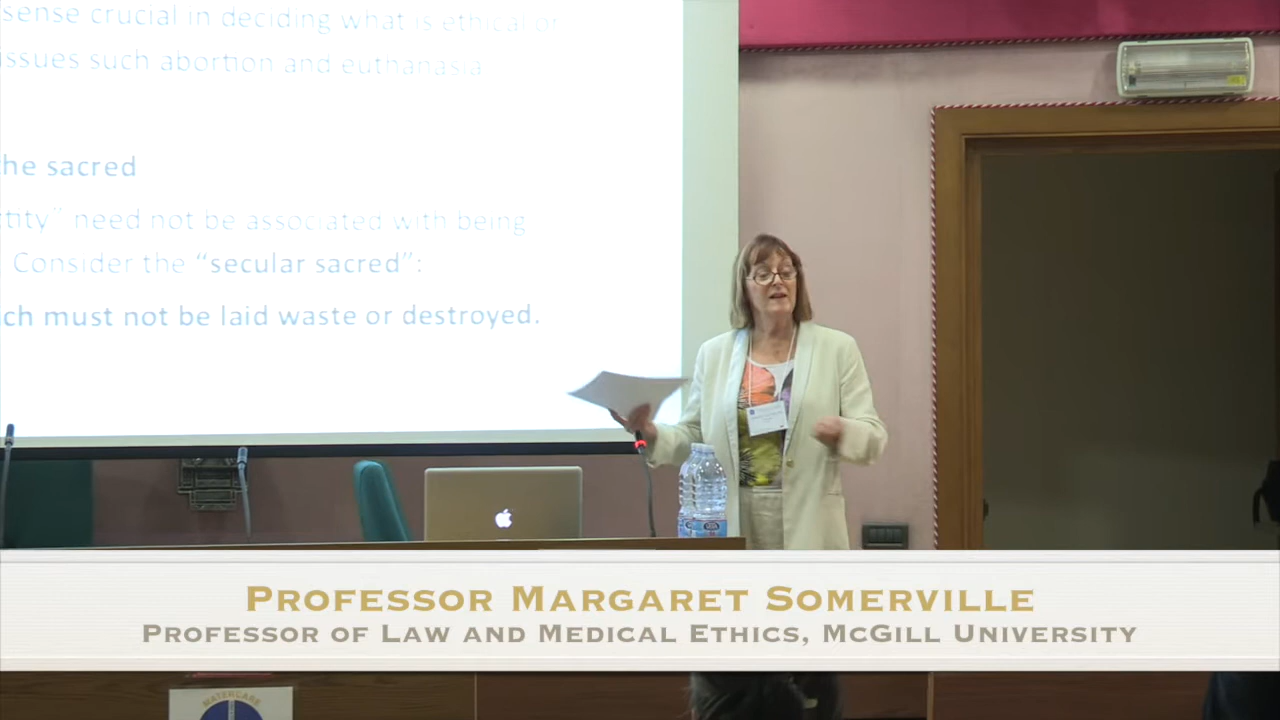 sense crucial in deciding what is ethical or
issues such abortion and euthanasia
he sacred
tity" need not be associated with being
Consider the "secular sacred":
ch must not be laid waste or destroyed.
PROFESSOR MARGARET SOMERVILLE
PROFESSOR OF LAW AND MEDICAL ETHICS, MCGILL UNIVERSITY
MATERCARE